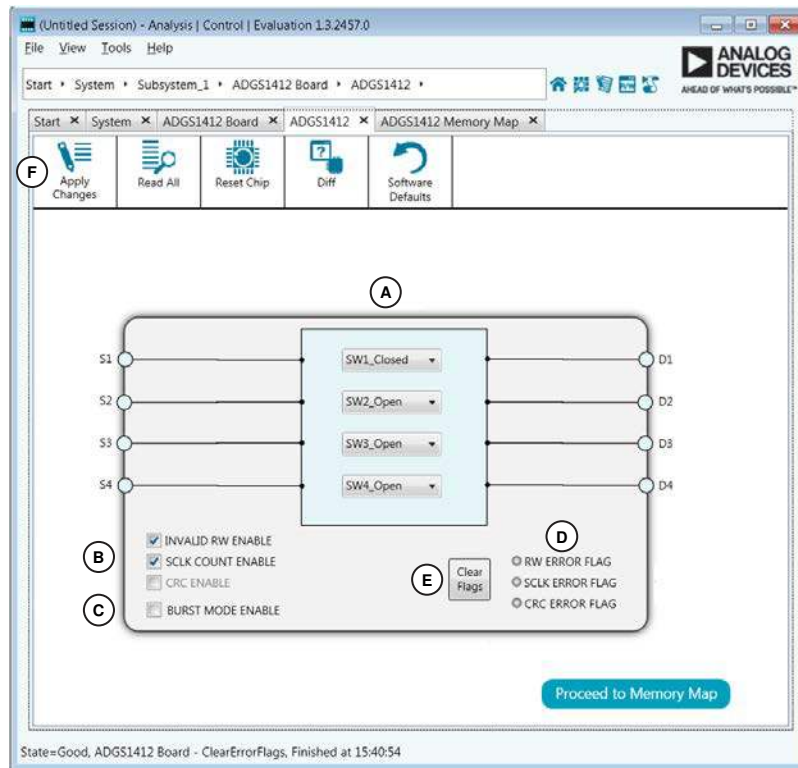 (Untitled Session) - Analysis | Control | Evaluation 1.3.2457.0
File View Tools Help
ANALOG
DEVICES
AHEAD OF WHAT'S POSSIBLE™
Start System Subsystem_1 ADGS1412 Board ADGS1412
Start × System × ADGS1412 Board × ADGS1412 × ADGS1412 Memory Map ×
F
Apply
Changes
Read All
Reset Chip
Diff
Software
Defaults
A
S1 SW1_Closed D1
S2 SW2_Open D2
S3 SW3_Open D3
S4 SW4_Open D4
B
INVALID RW ENABLE
SCLK COUNT ENABLE
CRC ENABLE
C
BURST MODE ENABLE
E
Clear
Flags
D
RW ERROR FLAG
SCLK ERROR FLAG
CRC ERROR FLAG
Proceed to Memory Map
State=Good, ADGS1412 Board - ClearErrorFlags, Finished at 15:40:54